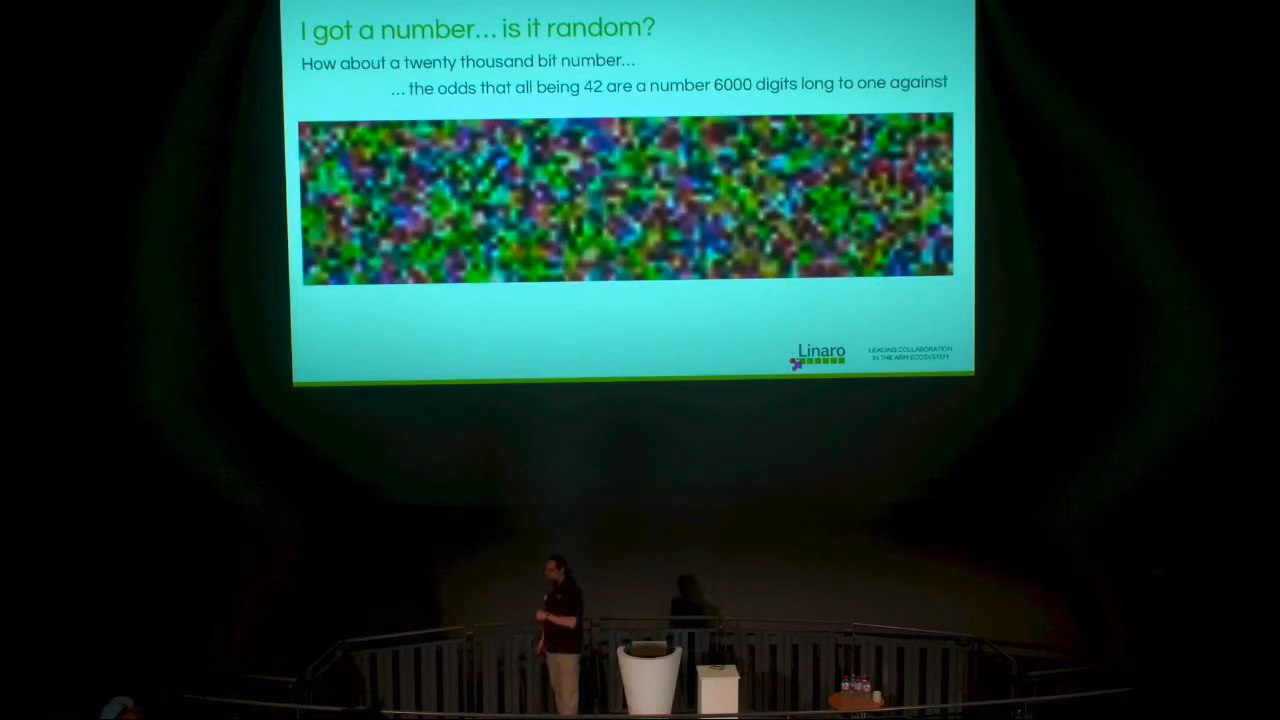 I got a number... is it random?
How about a twenty thousand bit number...
... the odds that all being 42 are a number 6000 digits long to one against
Linaro
LEADING COLLABORATION
IN THE ARM ECOSYSTEM